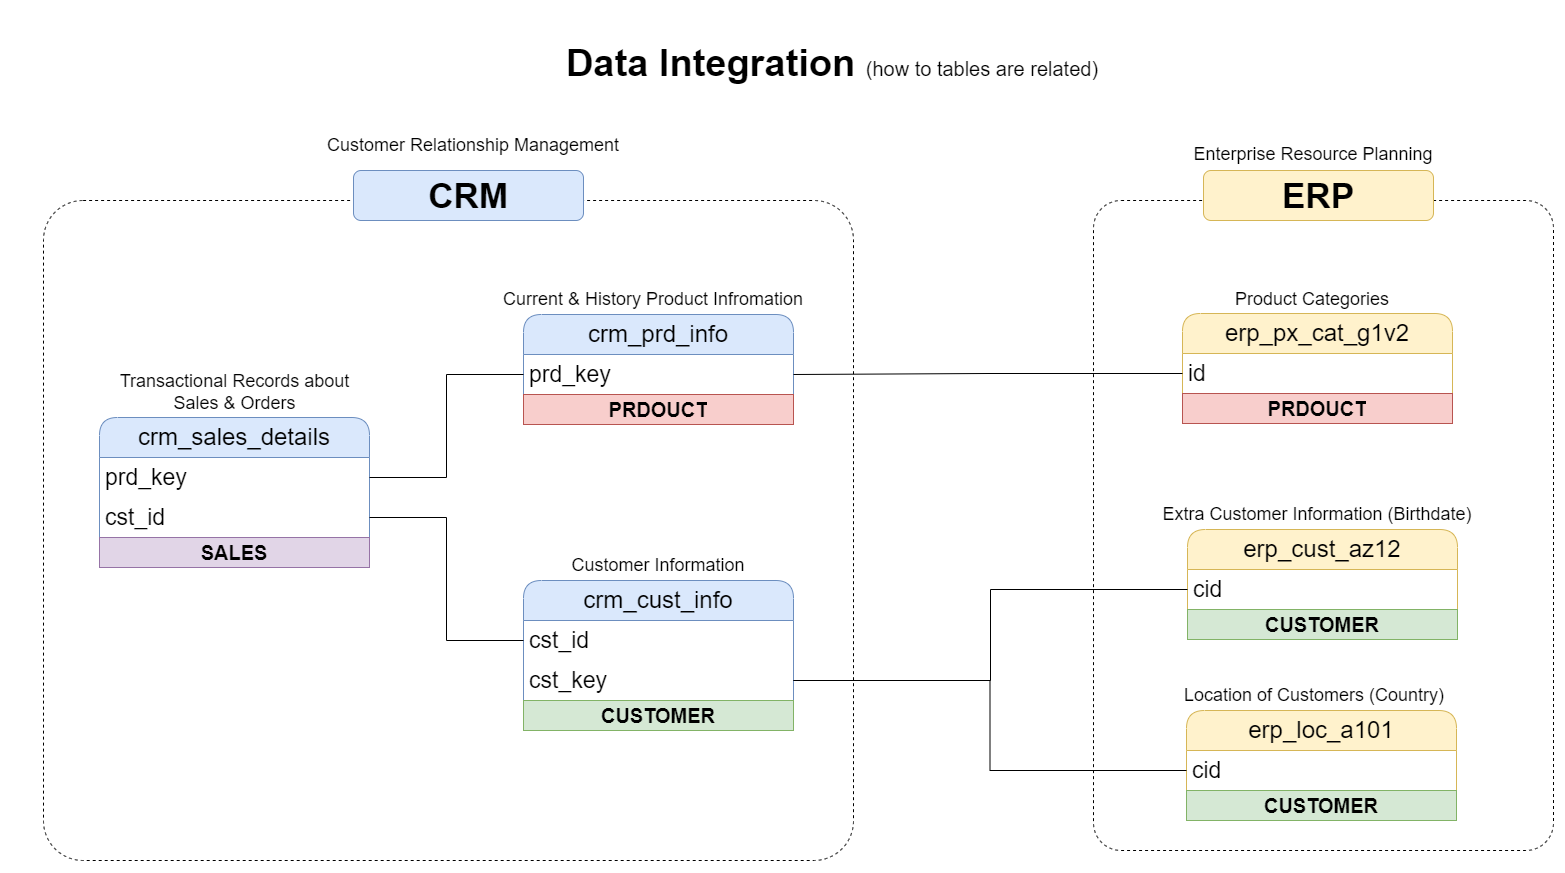 Data Integration (how to tables are related)
Customer Relationship Management
CRM
Enterprise Resource Planning
ERP
Transactional Records about
Sales & Orders
crm_sales_details
prd_key
cst_id
SALES
Current & History Product Infromation
crm_prd_info
prd_key
PRDOUCT
Customer Information
crm_cust_info
cst_id
cst_key
CUSTOMER
Product Categories
erp_px_cat_g1v2
id
PRDOUCT
Extra Customer Information (Birthdate)
erp_cust_az12
cid
CUSTOMER
Location of Customers (Country)
erp_loc_a101
cid
CUSTOMER